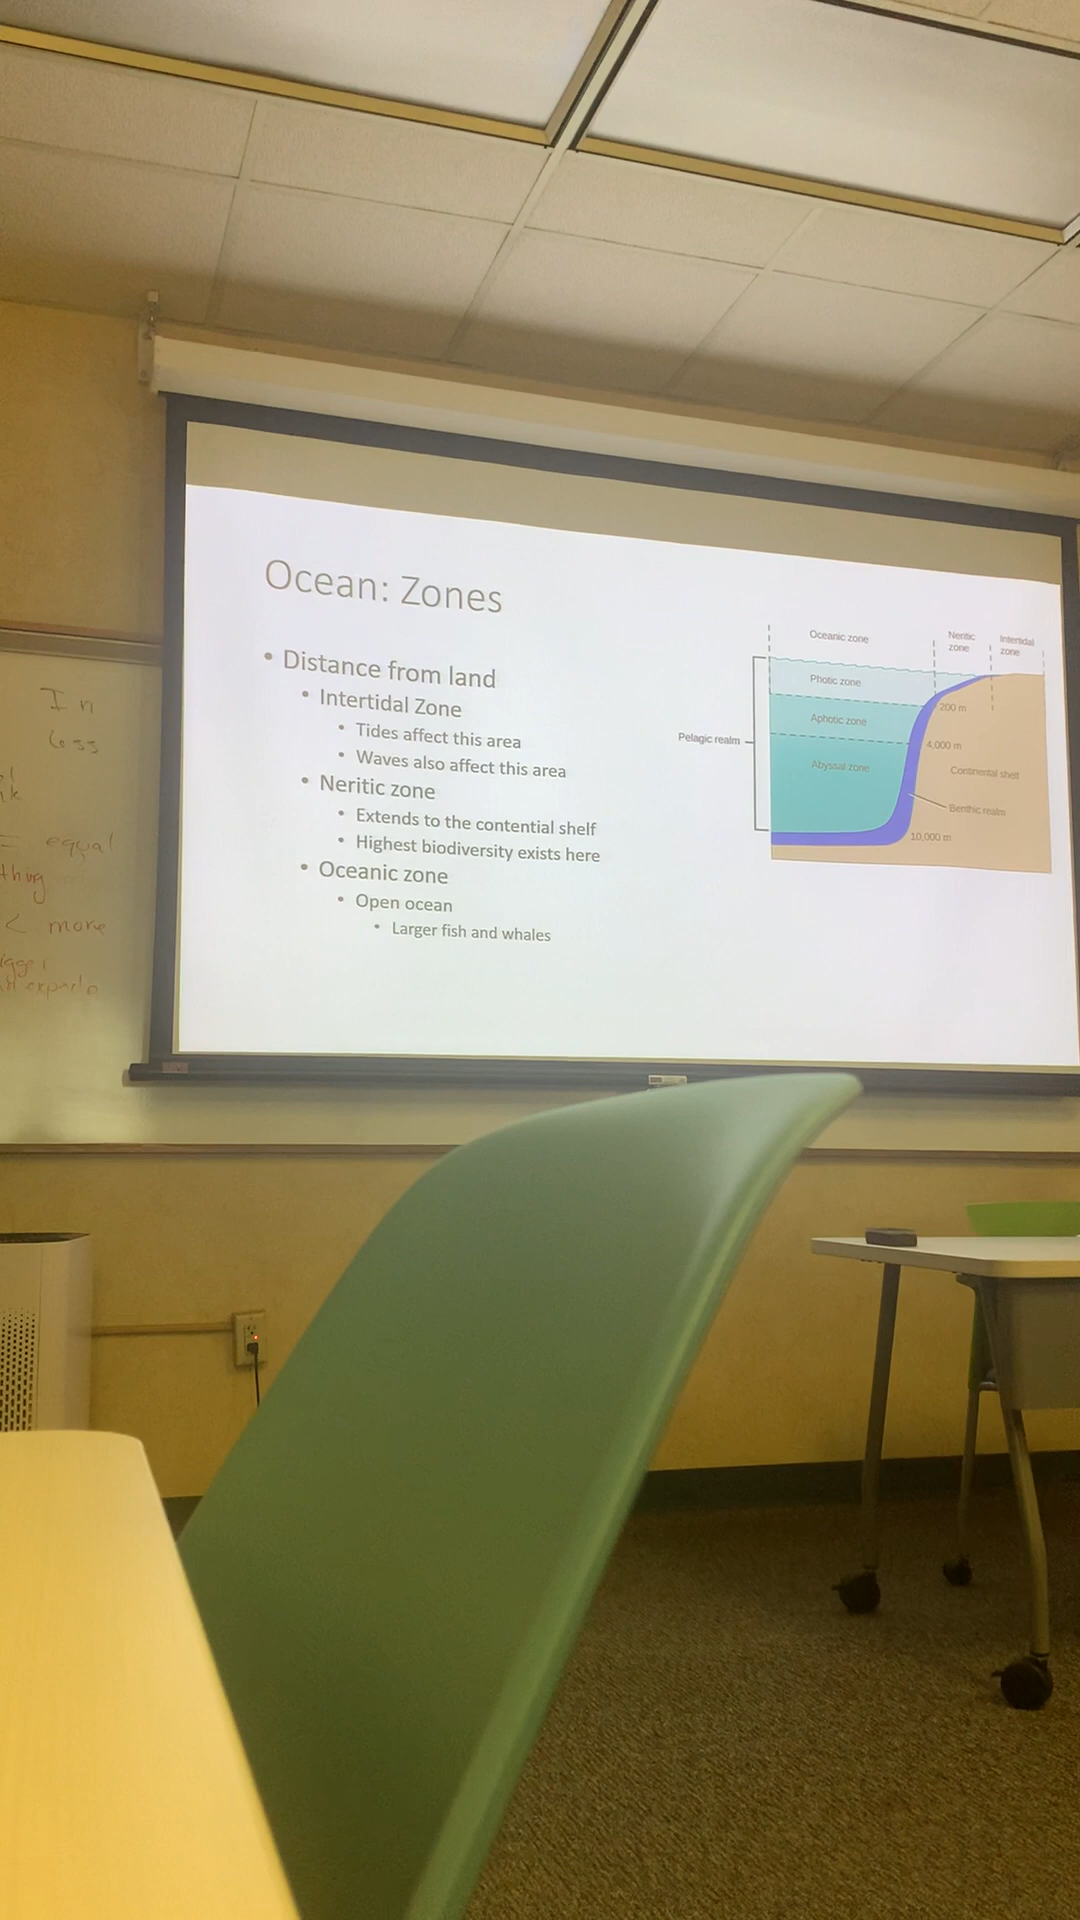 In
less
= equal
thing
< more
Ocean: Zones
• Distance from land
• Intertidal Zone
• Tides affect this area
• Waves also affect this area
• Neritic zone
• Extends to the contential shelf
• Highest biodiversity exists here
• Oceanic zone
• Open ocean
• Larger fish and whales
Oceanic zone
Neritic
zone
Intertidal
zone
Photic zone
200 m
Aphotic zone
Pelagic realm
4,000 m
Abyssal zone
Continental shelf
Benthic realm
10,000 m